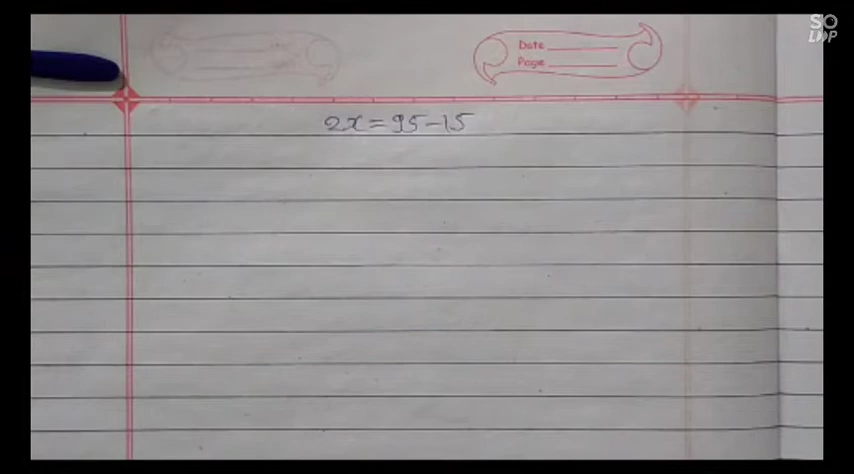 Date
Page
2x=95-15
SO
LOOP